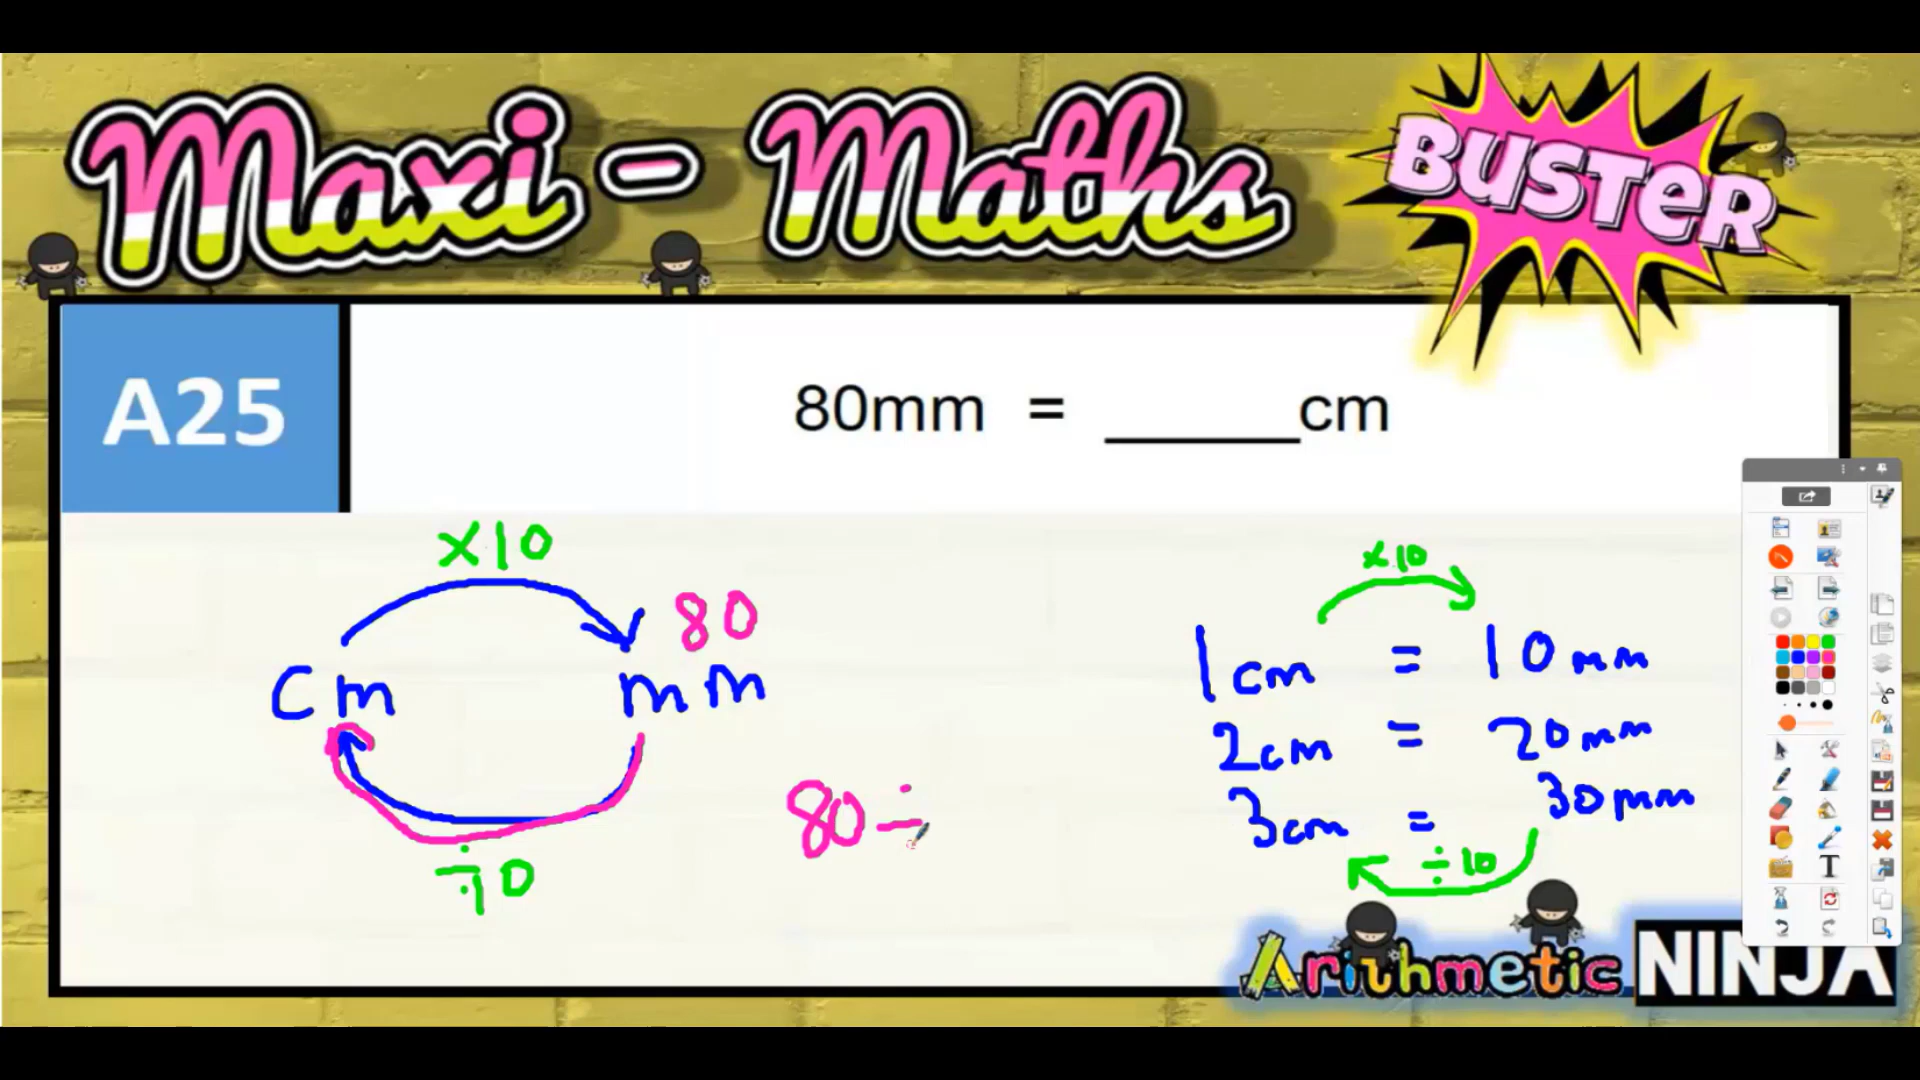 Maxi - Maths
BUSTER
A25
80mm = ______cm
x10
80
cm
mm
÷10
80 ÷
x10
1cm = 10mm
2cm = 20mm
3cm = 30mm
÷10
T
Arithmetic NINJA